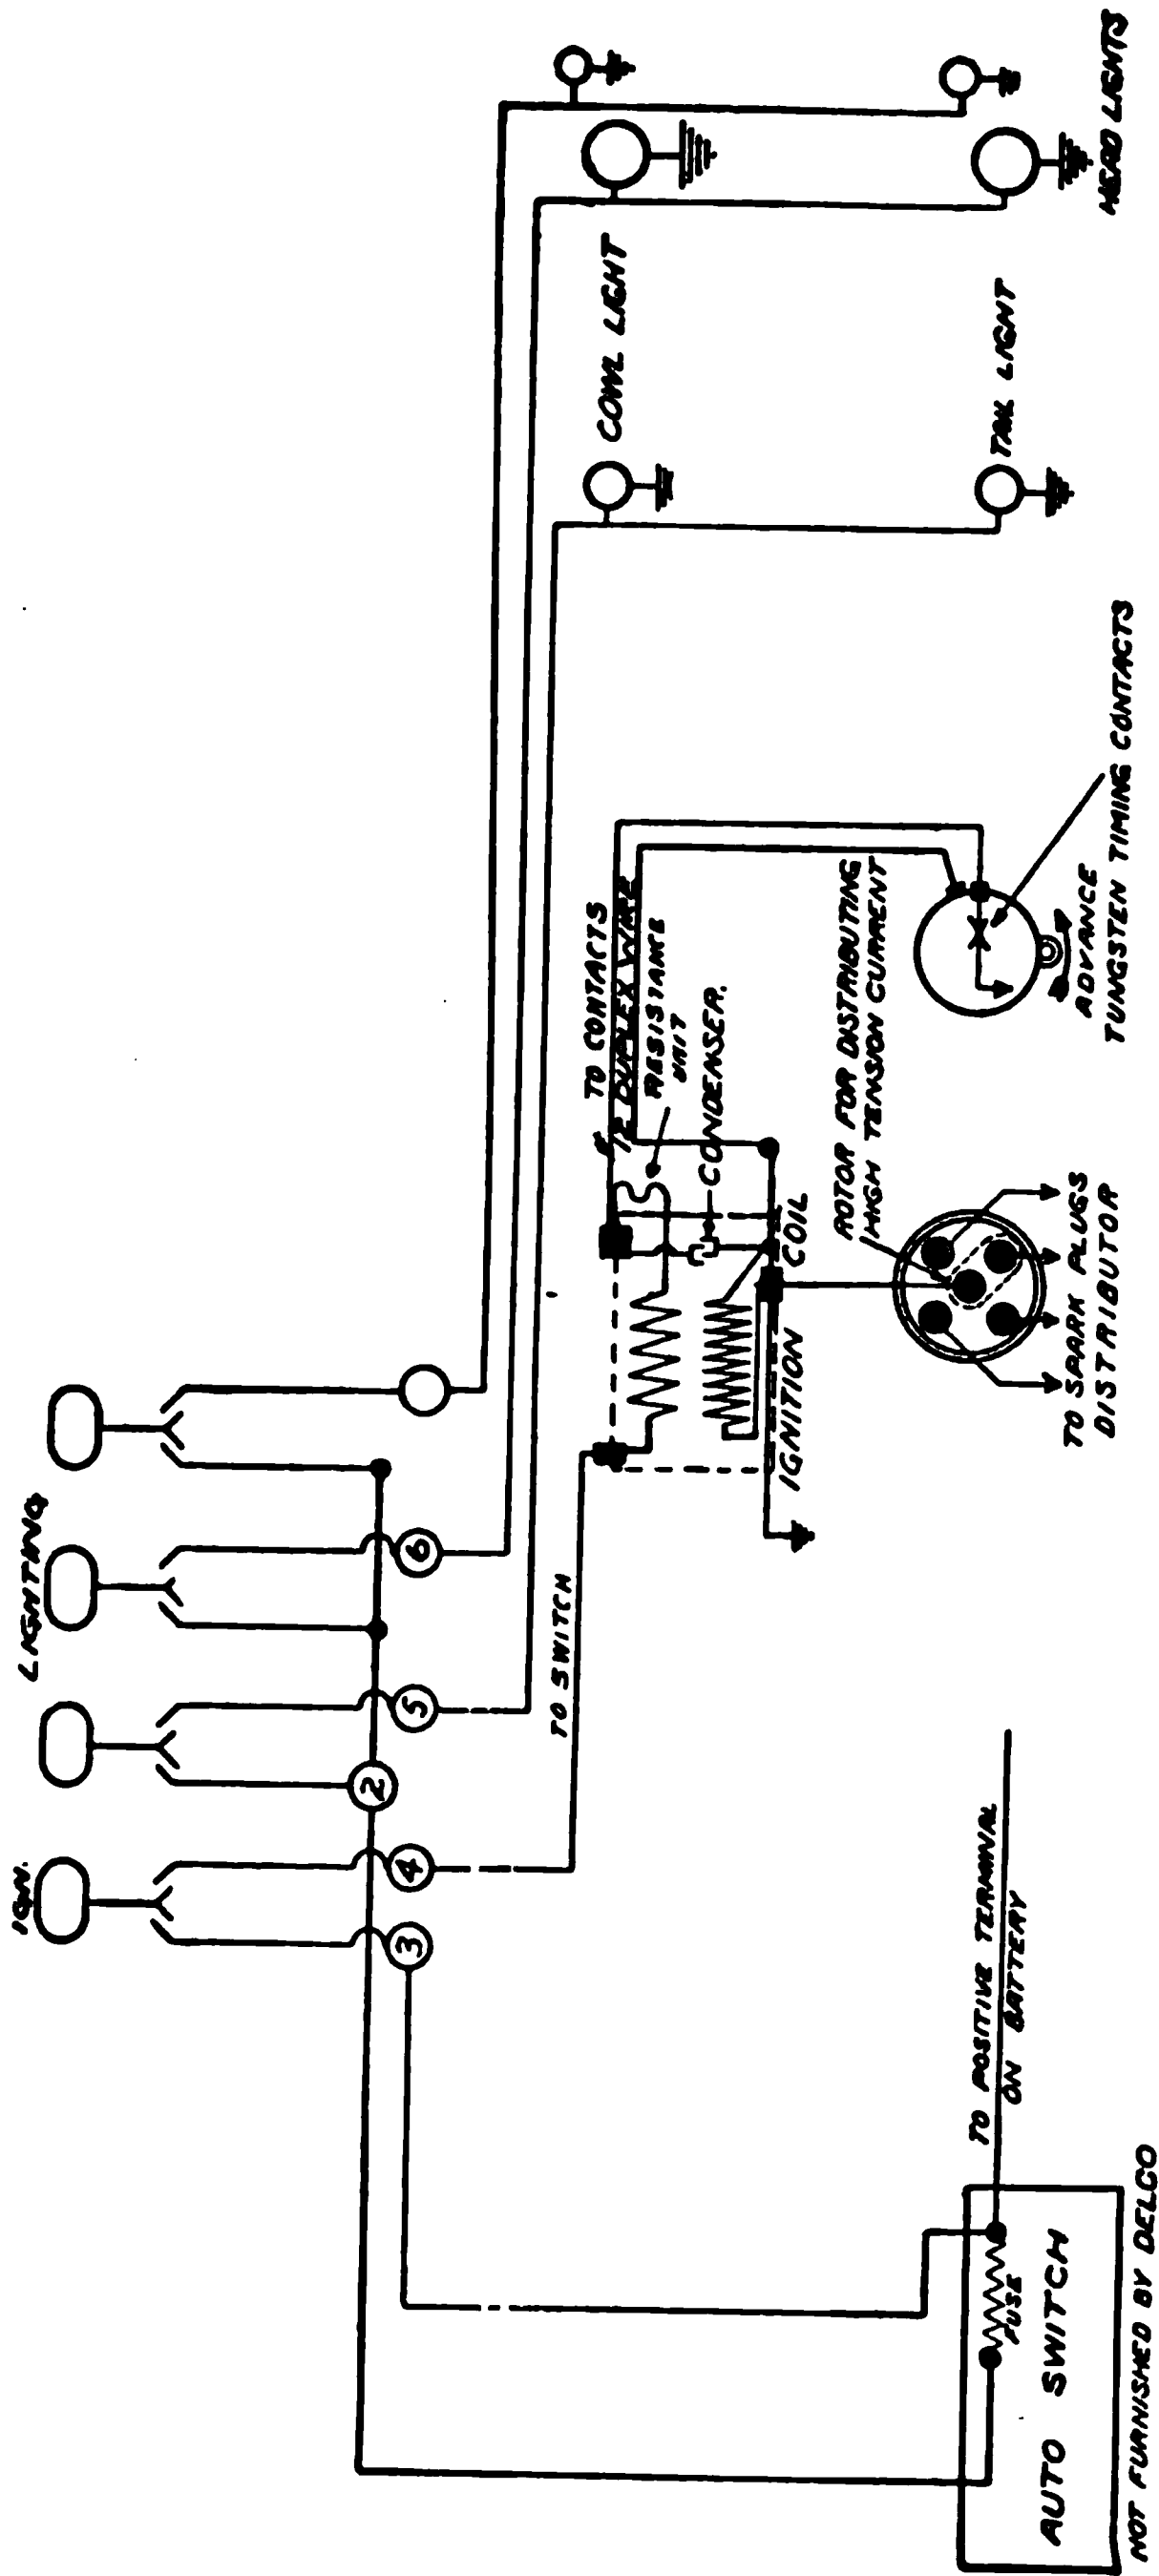 IGN.
LIGHTING
3
4
2
5
6
TO SWITCH
TO CONTACTS
RESISTANCE
UNIT
CONDENSER.
IGNITION COIL
ROTOR FOR DISTRIBUTING
HIGH TENSION CURRENT
TO SPARK PLUGS
DISTRIBUTOR
ADVANCE
TUNGSTEN TIMING CONTACTS
COWL LIGHT
TAIL LIGHT
HEAD LIGHTS
TO POSITIVE TERMINAL
ON BATTERY
FUSE
AUTO SWITCH
NOT FURNISHED BY DELCO
DUPLEX WIRE